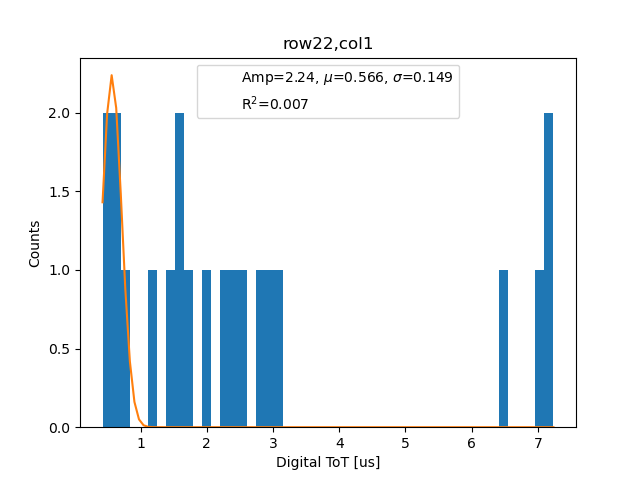 row22,col1
Amp=2.24, μ=0.566, σ=0.149
R²=0.007
Counts
2.0
1.5
1.0
0.5
0.0
1 2 3 4 5 6 7
Digital ToT [us]